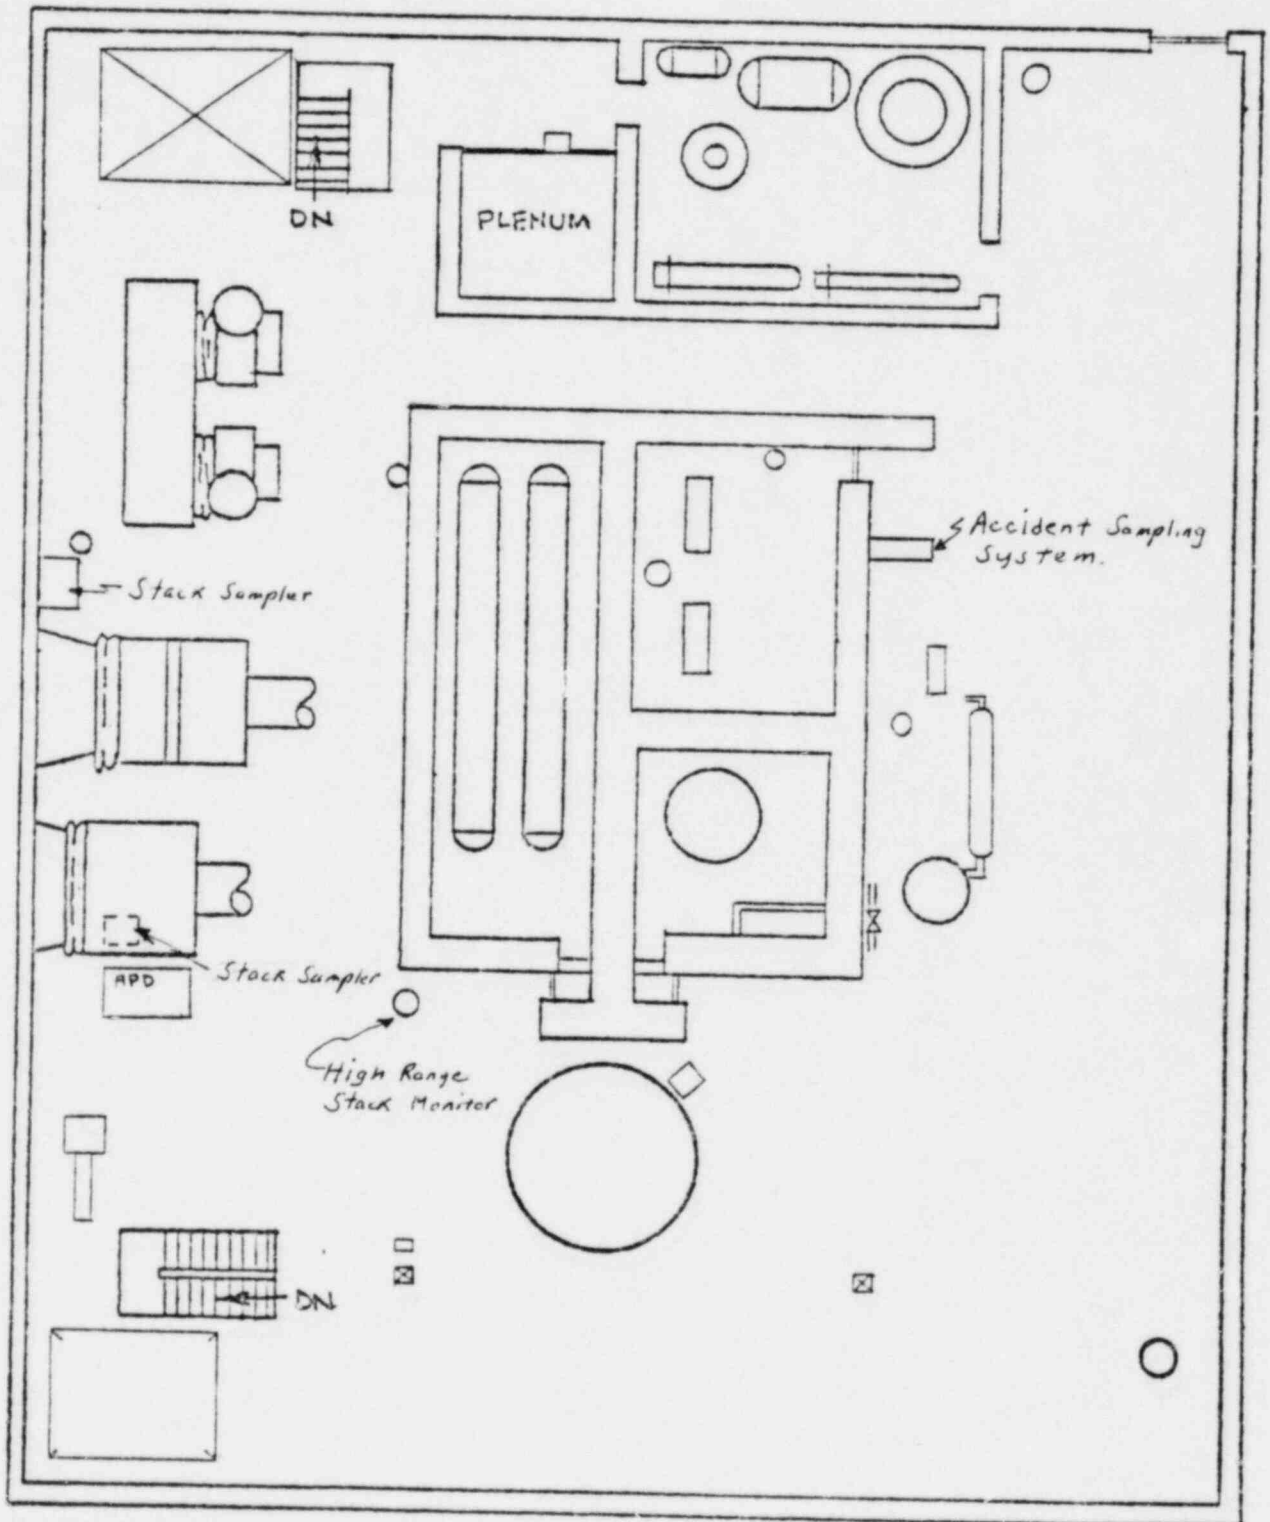 DN
PLENUM
Accident Sampling
System.
Stack Sampler
Stack Sampler
APD
High Range
Stack Monitor
DN